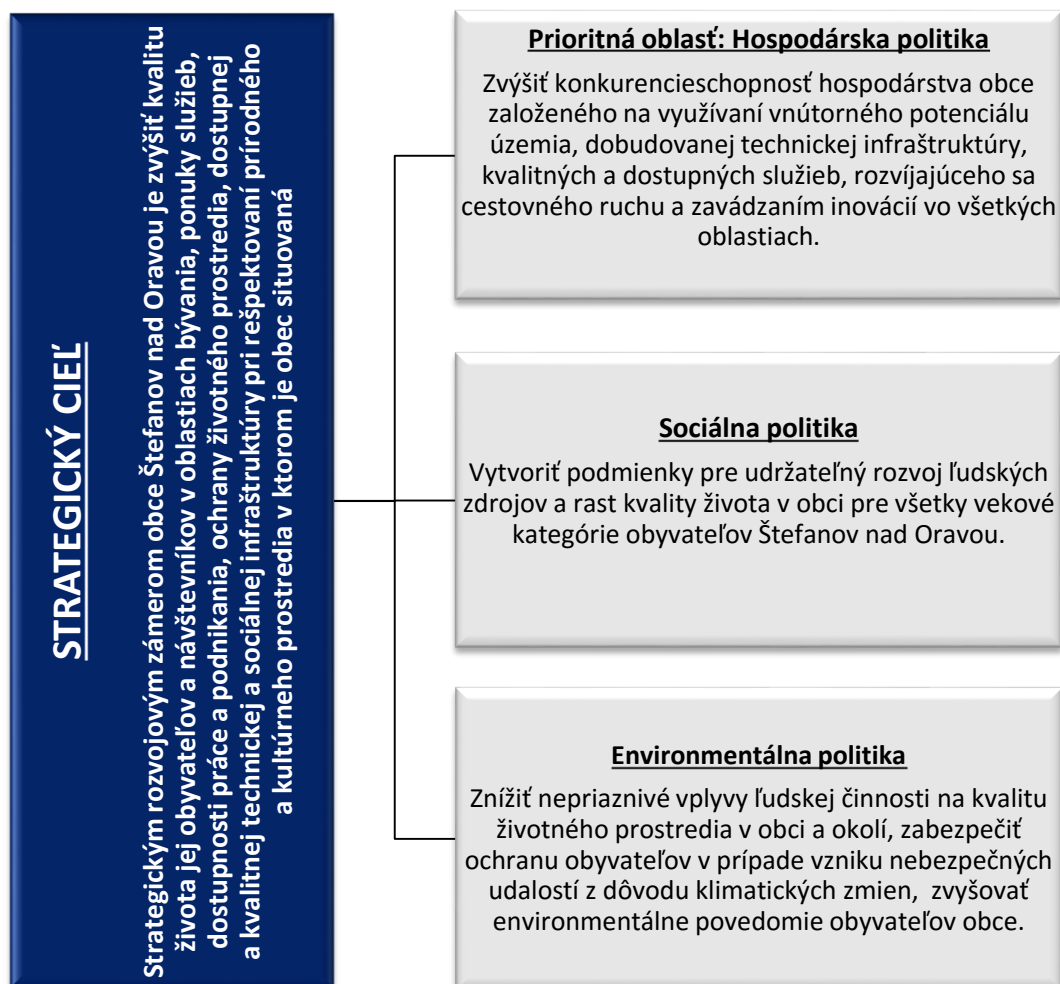 STRATEGICKÝ CIEĽ
Strategickým rozvojovým zámerom obce Štefanov nad Oravou je zvýšiť kvalitu
života jej obyvateľov a návštevníkov v oblastiach bývania, ponuky služieb,
dostupnosti práce a podnikania, ochrany životného prostredia, dostupnej
a kvalitnej technickej a sociálnej infraštruktúry pri rešpektovaní prírodného
a kultúrneho prostredia v ktorom je obec situovaná
Prioritná oblasť: Hospodárska politika
Zvýšiť konkurencieschopnosť hospodárstva obce
založeného na využívaní vnútorného potenciálu
územia, dobudovanej technickej infraštruktúry,
kvalitných a dostupných služieb, rozvíjajúceho sa
cestovného ruchu a zavádzaním inovácií vo všetkých
oblastiach.
Sociálna politika
Vytvoriť podmienky pre udržateľný rozvoj ľudských
zdrojov a rast kvality života v obci pre všetky vekové
kategórie obyvateľov Štefanov nad Oravou.
Environmentálna politika
Znížiť nepriaznivé vplyvy ľudskej činnosti na kvalitu
životného prostredia v obci a okolí, zabezpečiť
ochranu obyvateľov v prípade vzniku nebezpečných
udalostí z dôvodu klimatických zmien, zvyšovať
environmentálne povedomie obyvateľov obce.